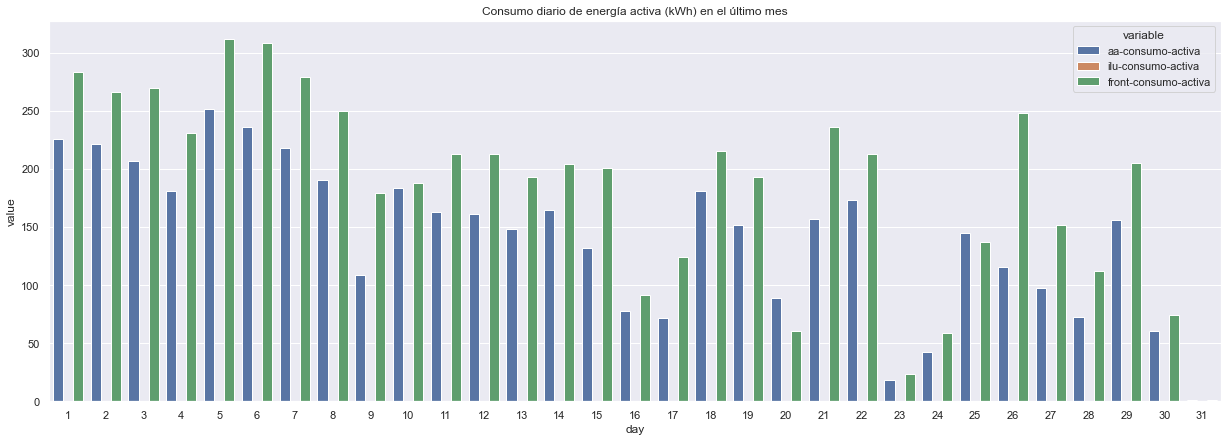 Consumo diario de energía activa (kWh) en el último mes
variable
aa-consumo-activa
ilu-consumo-activa
front-consumo-activa
300
250
200
150
100
50
0
value
1 2 3 4 5 6 7 8 9 10 11 12 13 14 15 16 17 18 19 20 21 22 23 24 25 26 27 28 29 30 31
day